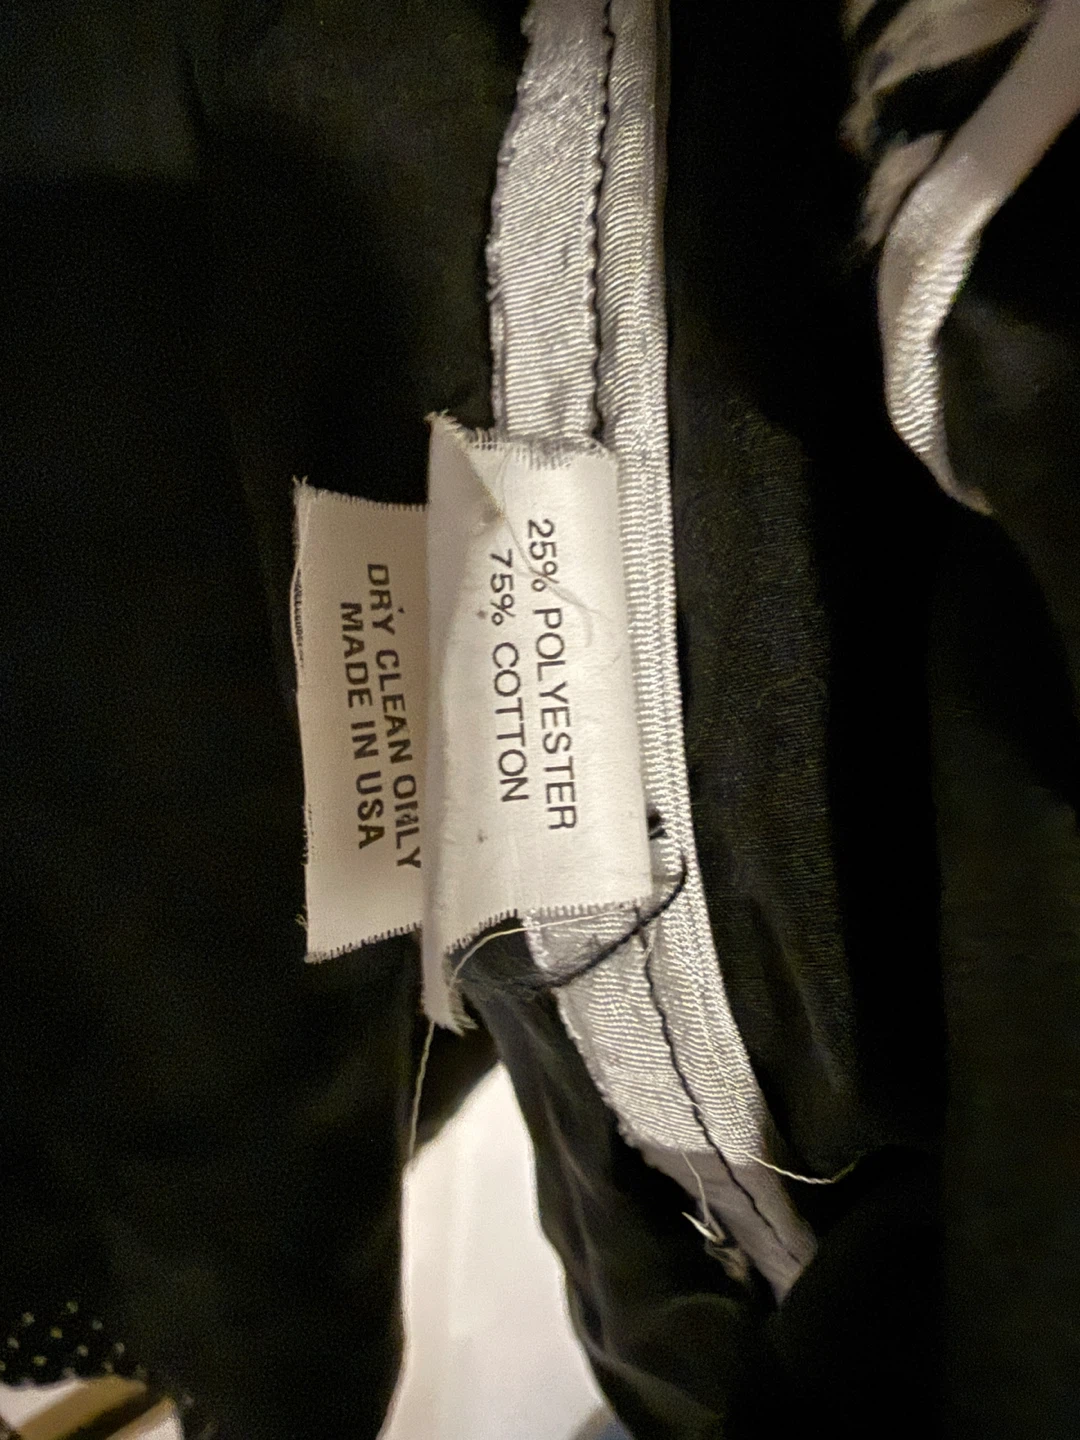 25% POLYESTER
75% COTTON
DRY CLEAN ONLY
MADE IN USA